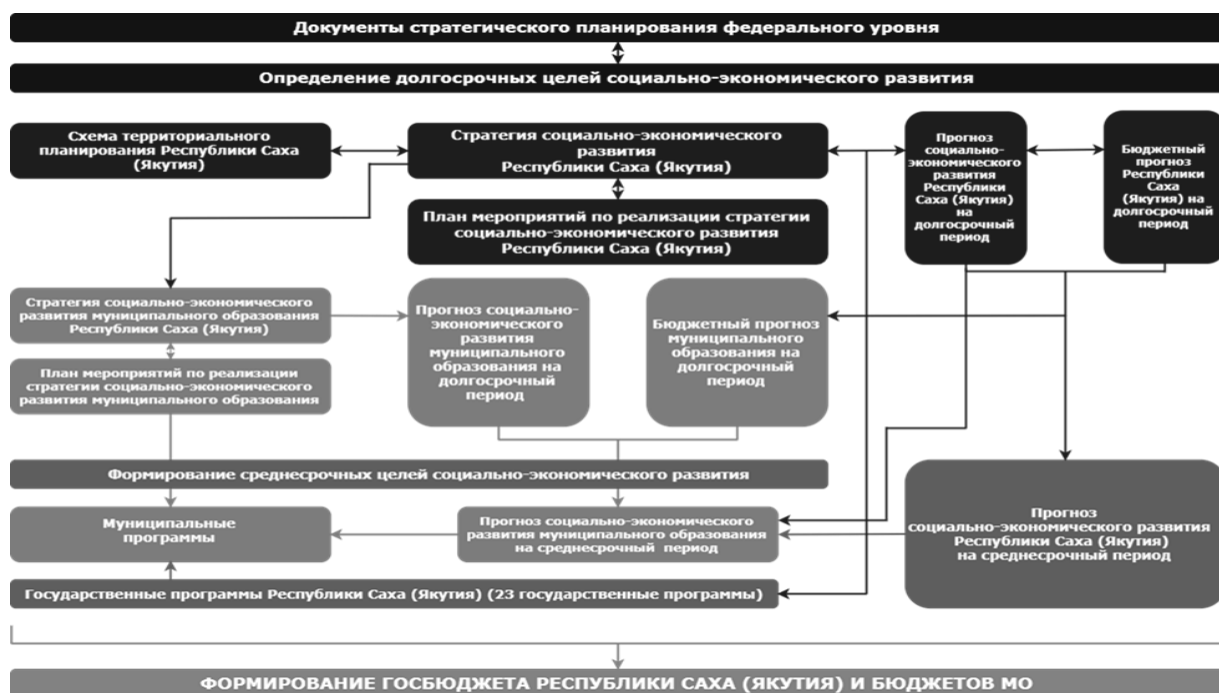 Документы стратегического планирования федерального уровня
Определение долгосрочных целей социально-экономического развития
Схема территориального
планирования Республики Саха
(Якутия)
Стратегия социально-экономического
развития
Республики Саха (Якутия)
Прогноз
социально-
экономического
развития
Республики
Саха (Якутия)
на
долгосрочный
период
Бюджетный
прогноз
Республики
Саха
(Якутия) на
долгосрочный
период
План мероприятий по реализации стратегии
социально-экономического развития
Республики Саха (Якутия)
Стратегия социально-экономического
развития муниципального образования
Республики Саха (Якутия)
Прогноз социально-
экономического
развития
муниципального
образования на
долгосрочный
период
Бюджетный прогноз
муниципального
образования на
долгосрочный
период
План мероприятий по реализации
стратегии социально-экономического
развития муниципального образования
Формирование среднесрочных целей социально-экономического развития
Муниципальные
программы
Прогноз социально-экономического
развития муниципального образования
на среднесрочный период
Прогноз
социально-экономического развития
Республики Саха (Якутия)
на среднесрочный период
Государственные программы Республики Саха (Якутия) (23 государственные программы)
ФОРМИРОВАНИЕ ГОСБЮДЖЕТА РЕСПУБЛИКИ САХА (ЯКУТИЯ) И БЮДЖЕТОВ МО